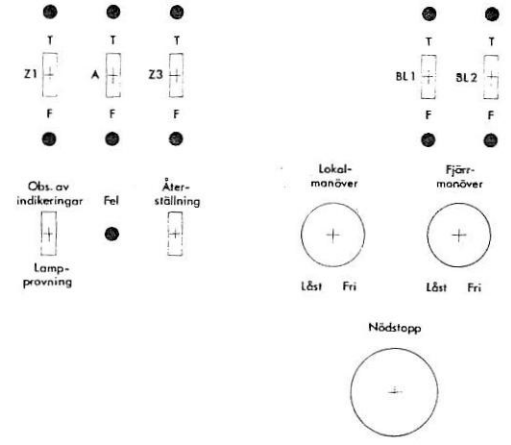 T T T T T
Z1 A Z3 BL1 BL2
F F F F F
Obs. av
indikeringar
Fel
Åter-
ställning
Lamp-
provning
Lokal-
manöver
Fjärr-
manöver
Låst Fri Låst Fri
Nödstopp